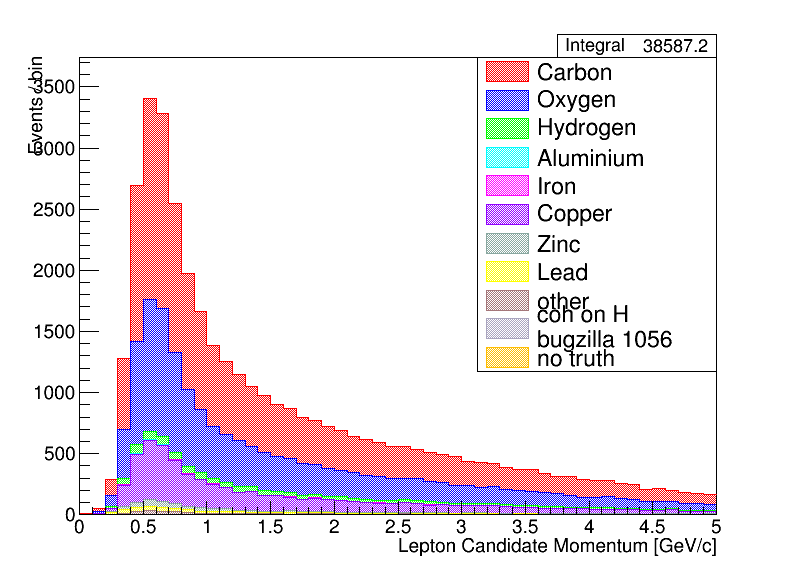 Integral 38587.2
Events / bin
3500
3000
2500
2000
1500
1000
500
0
Carbon
Oxygen
Hydrogen
Aluminium
Iron
Copper
Zinc
Lead
other
coh on H
bugzilla 1056
no truth
0 0.5 1 1.5 2 2.5 3 3.5 4 4.5 5
Lepton Candidate Momentum [GeV/c]